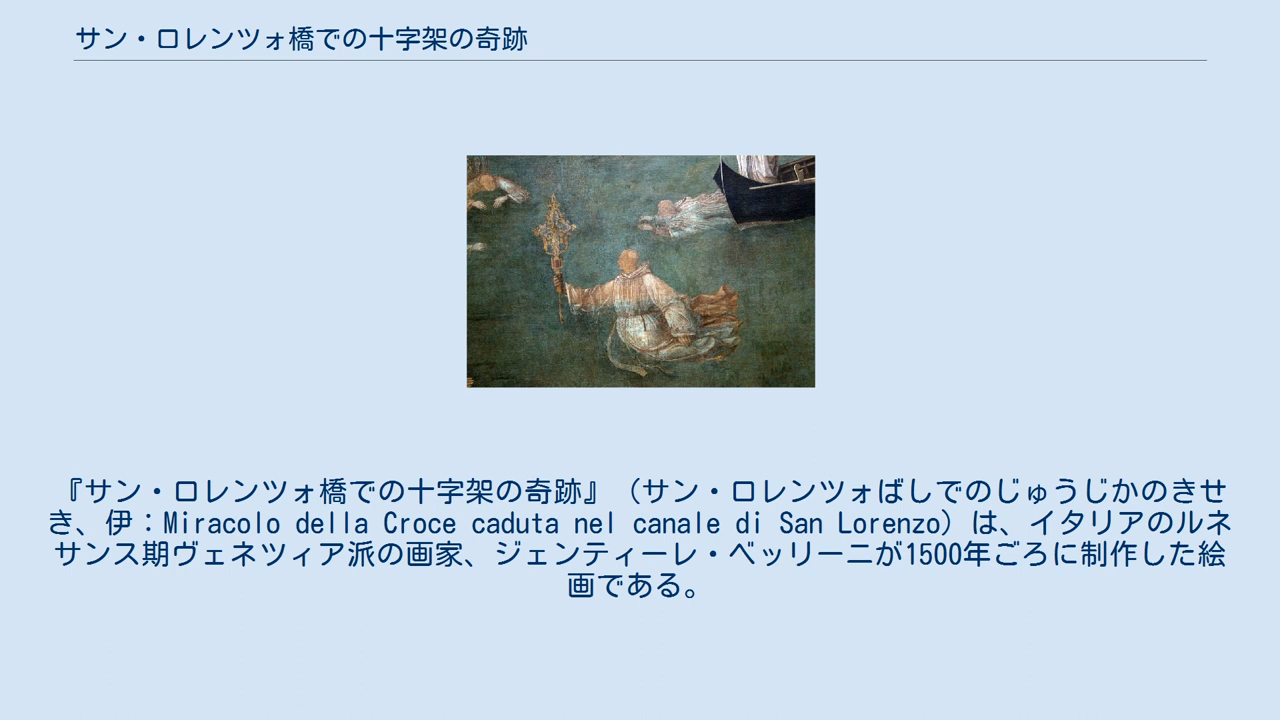 サン・ロレンツォ橋での十字架の奇跡
『サン・ロレンツォ橋での十字架の奇跡』（サン・ロレンツォばしでのじゅうじかのきせ
き、伊：Miracolo della Croce caduta nel canale di San Lorenzo）は、イタリアのルネ
サンス期ヴェネツィア派の画家、ジェンティーレ・ベッリーニが1500年ごろに制作した絵
画である。